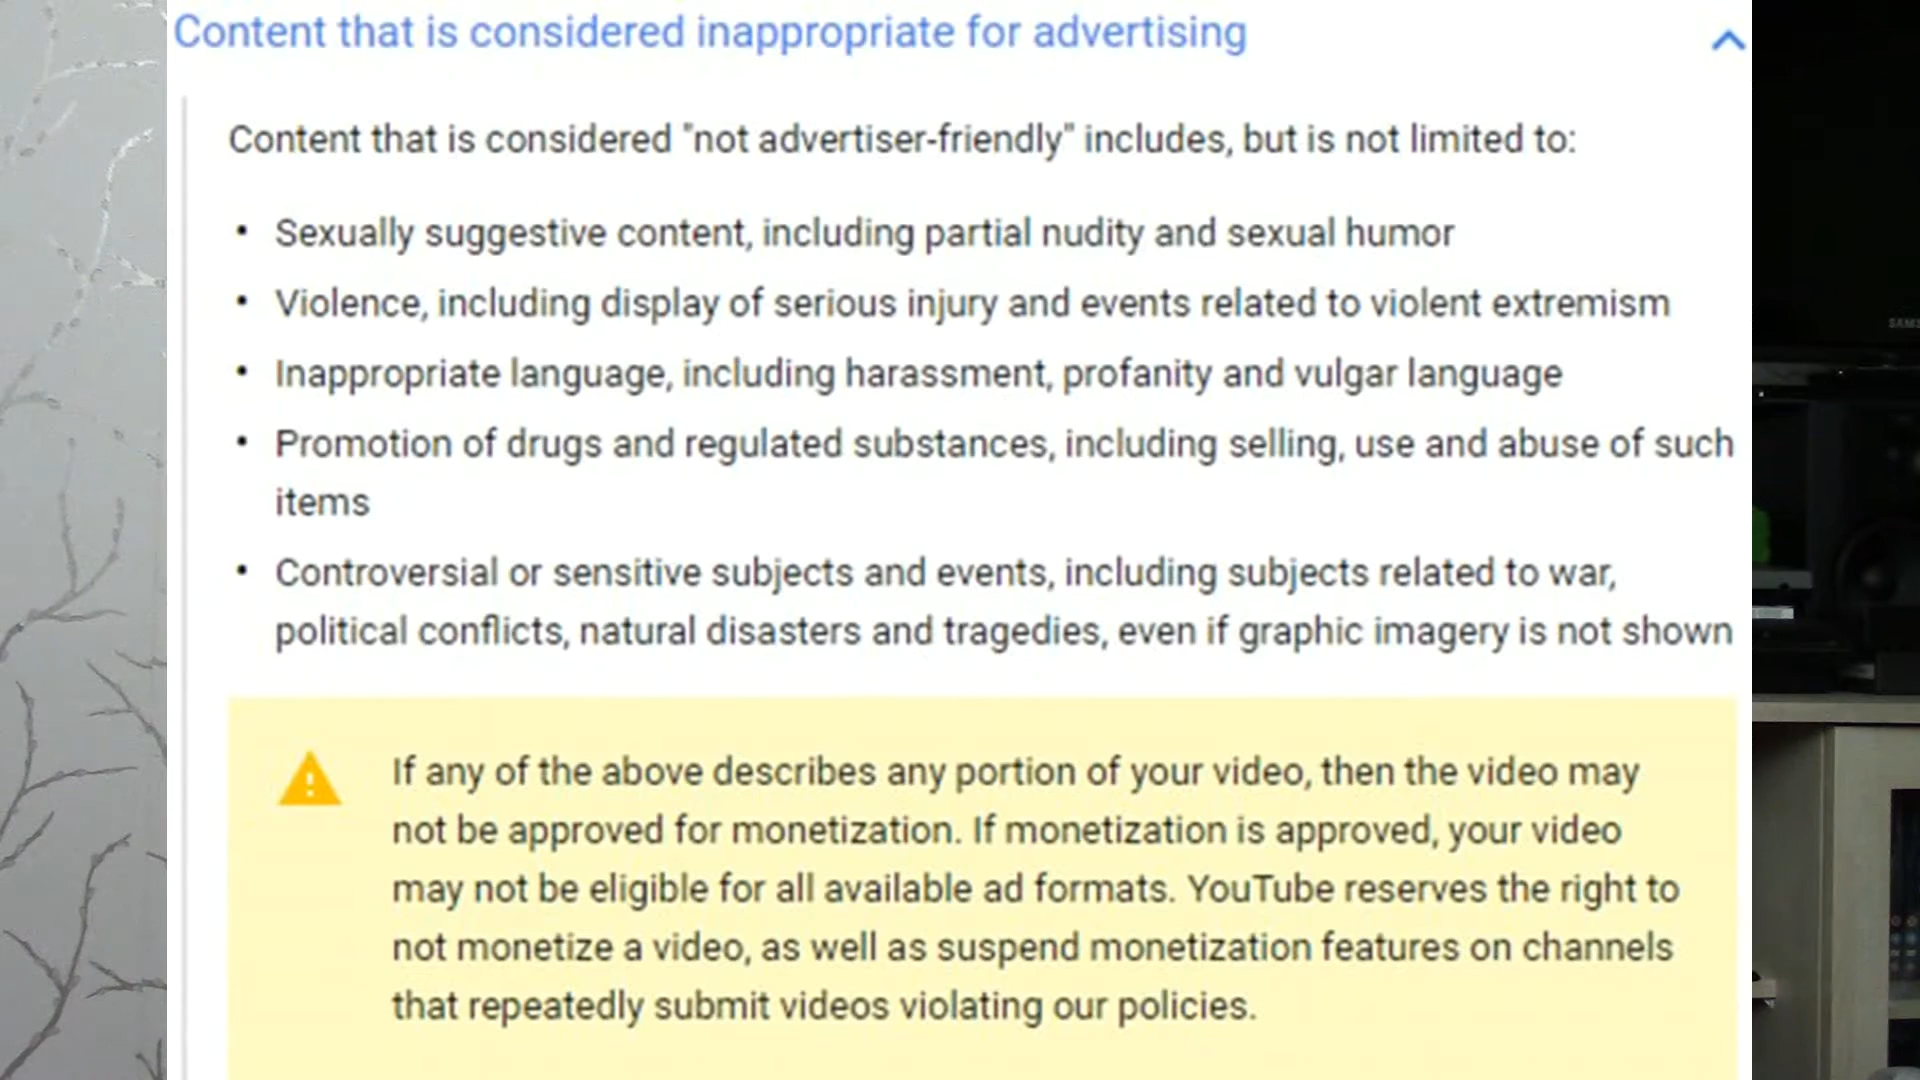 Content that is considered inappropriate for advertising
Content that is considered "not advertiser-friendly" includes, but is not limited to:
• Sexually suggestive content, including partial nudity and sexual humor
• Violence, including display of serious injury and events related to violent extremism
• Inappropriate language, including harassment, profanity and vulgar language
• Promotion of drugs and regulated substances, including selling, use and abuse of such
items
• Controversial or sensitive subjects and events, including subjects related to war,
political conflicts, natural disasters and tragedies, even if graphic imagery is not shown
If any of the above describes any portion of your video, then the video may
not be approved for monetization. If monetization is approved, your video
may not be eligible for all available ad formats. YouTube reserves the right to
not monetize a video, as well as suspend monetization features on channels
that repeatedly submit videos violating our policies.